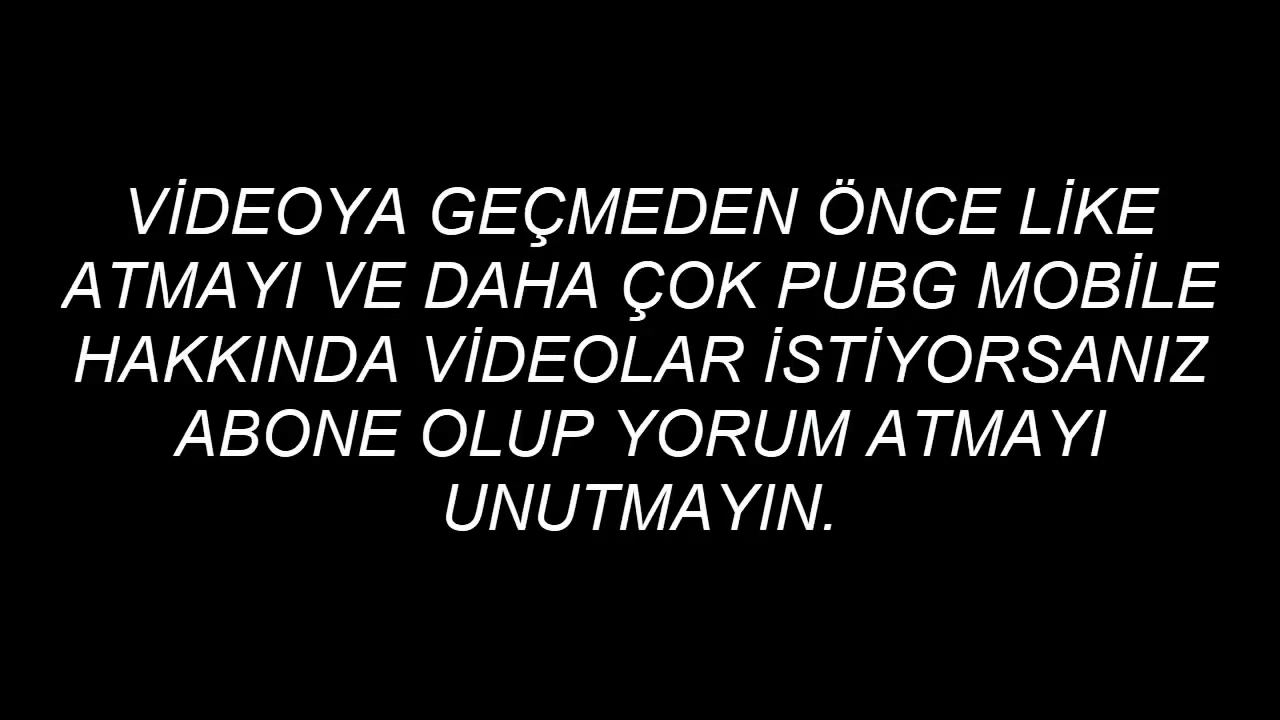 VİDEOYA GEÇMEDEN ÖNCE LİKE
ATMAYI VE DAHA ÇOK PUBG MOBİLE
HAKKINDA VİDEOLAR İSTİYORSANIZ
ABONE OLUP YORUM ATMAYI
UNUTMAYIN.